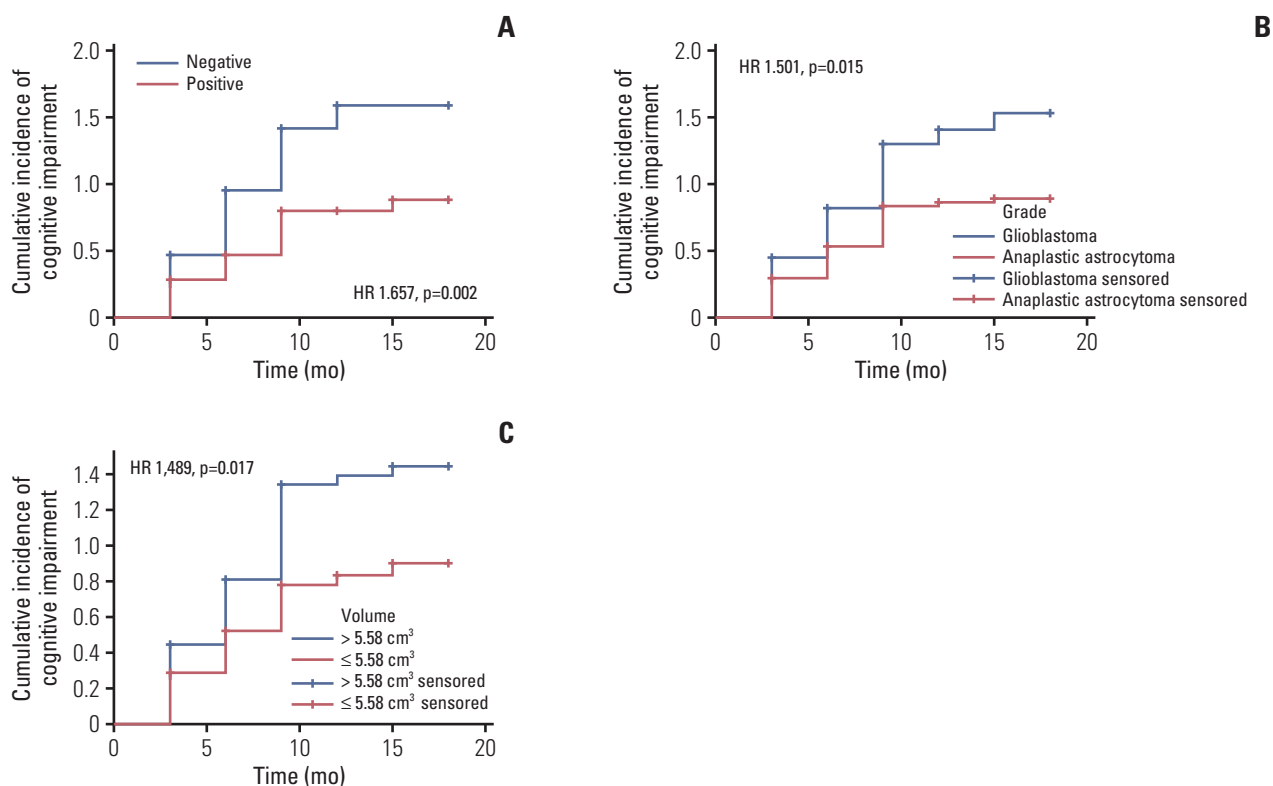 A
Cumulative incidence of
cognitive impairment
2.0
1.5
1.0
0.5
0
Negative
Positive
HR 1.657, p=0.002
0 5 10 15 20
Time (mo)
B
Cumulative incidence of
cognitive impairment
2.0
1.5
1.0
0.5
0
HR 1.501, p=0.015
Grade
Glioblastoma
Anaplastic astrocytoma
Glioblastoma sensored
Anaplastic astrocytoma sensored
0 5 10 15 20
Time (mo)
C
Cumulative incidence of
cognitive impairment
1.4
1.2
1.0
0.8
0.6
0.4
0.2
0
HR 1,489, p=0.017
Volume
> 5.58 cm³
≤ 5.58 cm³
> 5.58 cm³ sensored
≤ 5.58 cm³ sensored
0 5 10 15 20
Time (mo)